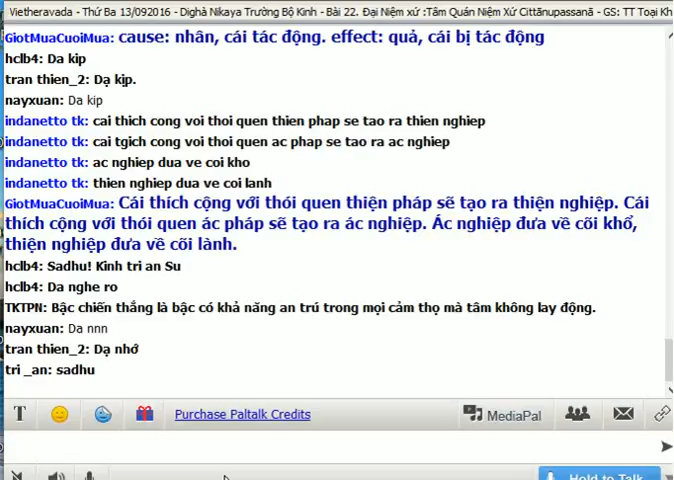 Vietheravada - Thứ Ba 13/092016 - Dighà Nikaya Trường Bộ Kinh - Bài 22. Đại Niệm xứ :Tâm Quán Niệm Xứ Cittānupassanā - GS: TT Toại Kh
GiotMuaCuoiMua: cause: nhân, cái tác động. effect: quả, cái bị tác động
hclb4: Da kip
tran thien_2: Dạ kịp.
nayxuan: Da kip
indanetto tk: cai thich cong voi thoi quen thien phap se tao ra thien nghiep
indanetto tk: cai tgich cong voi thoi quen ac phap se tao ra ac nghiep
indanetto tk: ac nghiep dua ve coi kho
indanetto tk: thien nghiep dua ve coi lanh
GiotMuaCuoiMua: Cái thích cộng với thói quen thiện pháp sẽ tạo ra thiện nghiệp. Cái
thích cộng với thói quen ác pháp sẽ tạo ra ác nghiệp. Ác nghiệp đưa về cõi khổ,
thiện nghiệp đưa về cõi lành.
hclb4: Sadhu! Kinh tri an Su
hclb4: Da nghe ro
TKTPN: Bậc chiến thắng là bậc có khả năng an trú trong mọi cảm thọ mà tâm không lay động.
nayxuan: Da nnn
tran thien_2: Dạ nhớ
tri _an: sadhu
T Purchase Paltalk Credits MediaPal
Hold to Talk